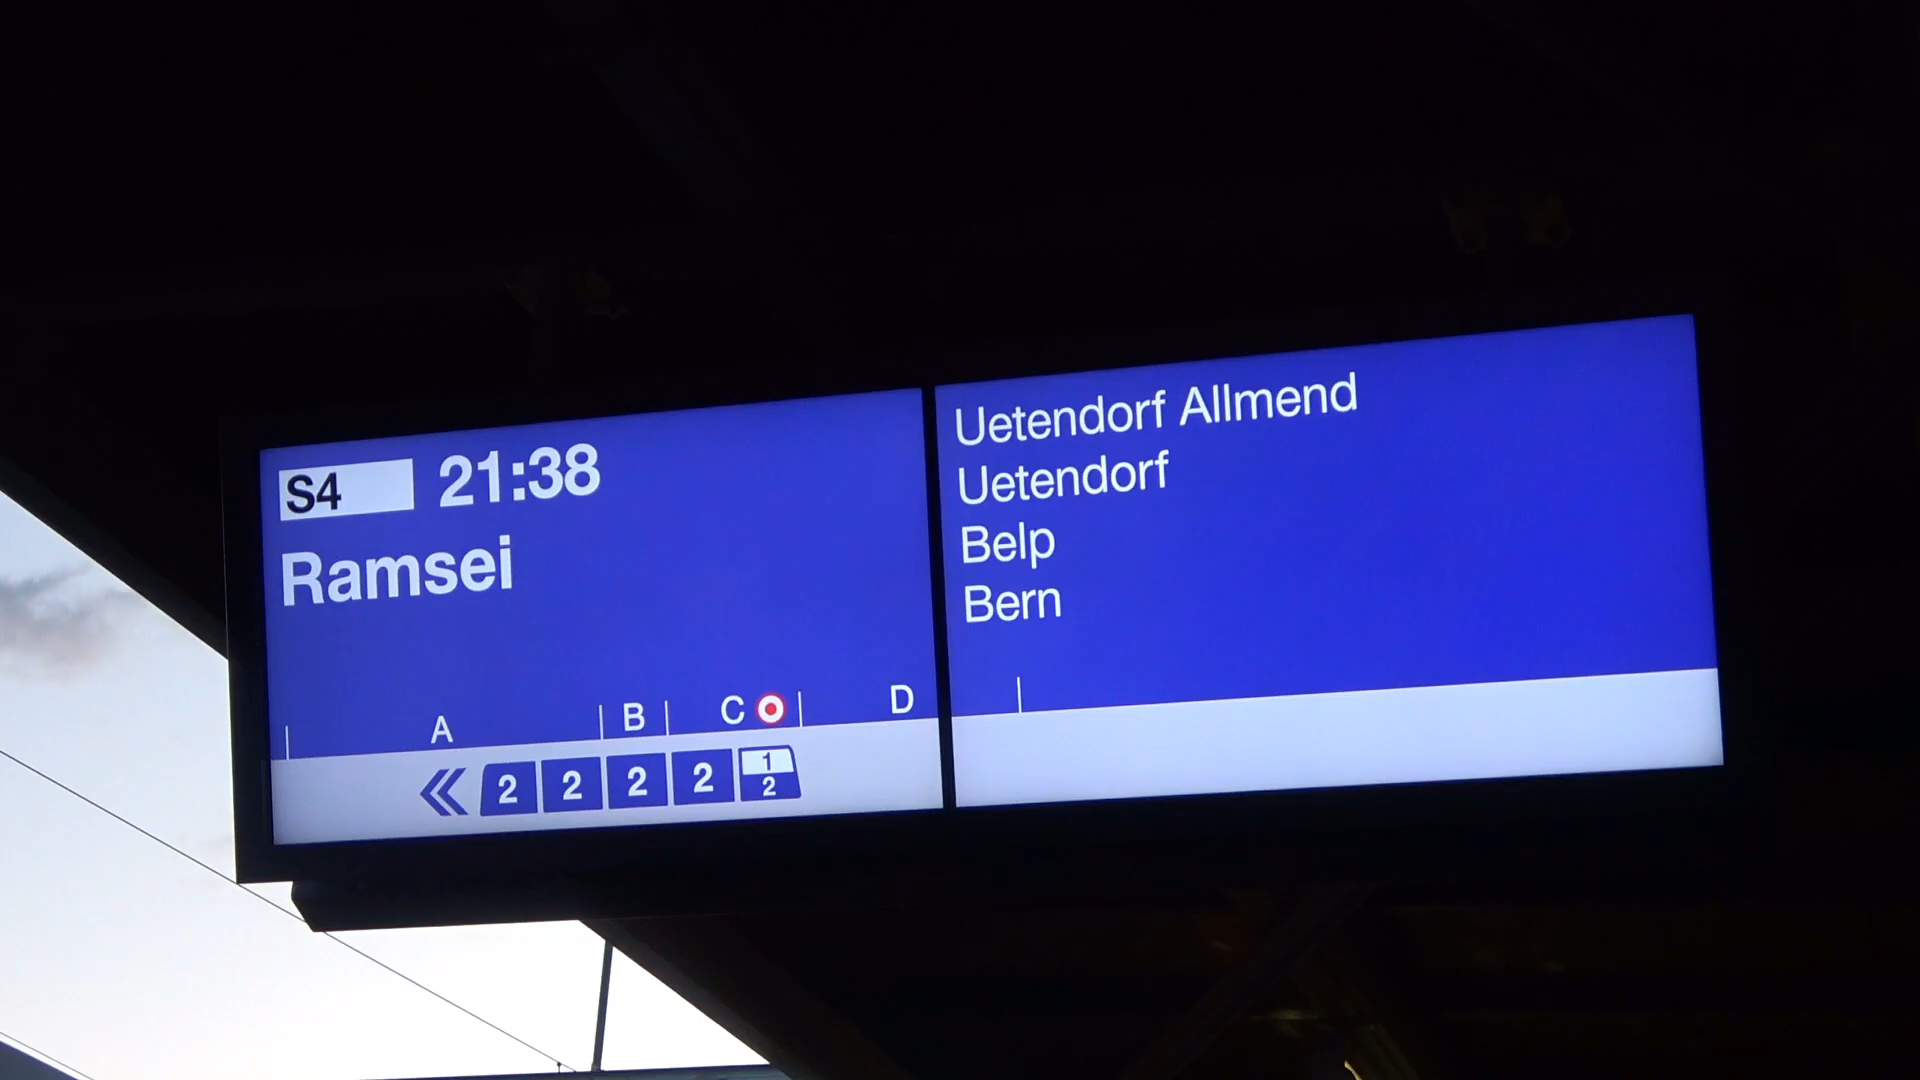 S4 21:38
Ramsei
A B C D
2 2 2 2 1 2
Uetendorf Allmend
Uetendorf
Belp
Bern